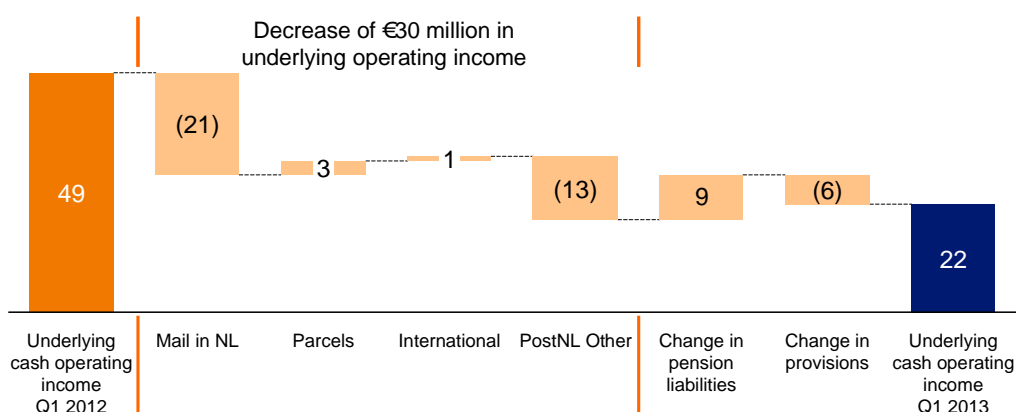 Decrease of €30 million in
underlying operating income
49
(21)
3
1
(13)
9
(6)
22
Underlying
cash operating
income
Q1 2012
Mail in NL
Parcels
International
PostNL Other
Change in
pension
liabilities
Change in
provisions
Underlying
cash operating
income
Q1 2013